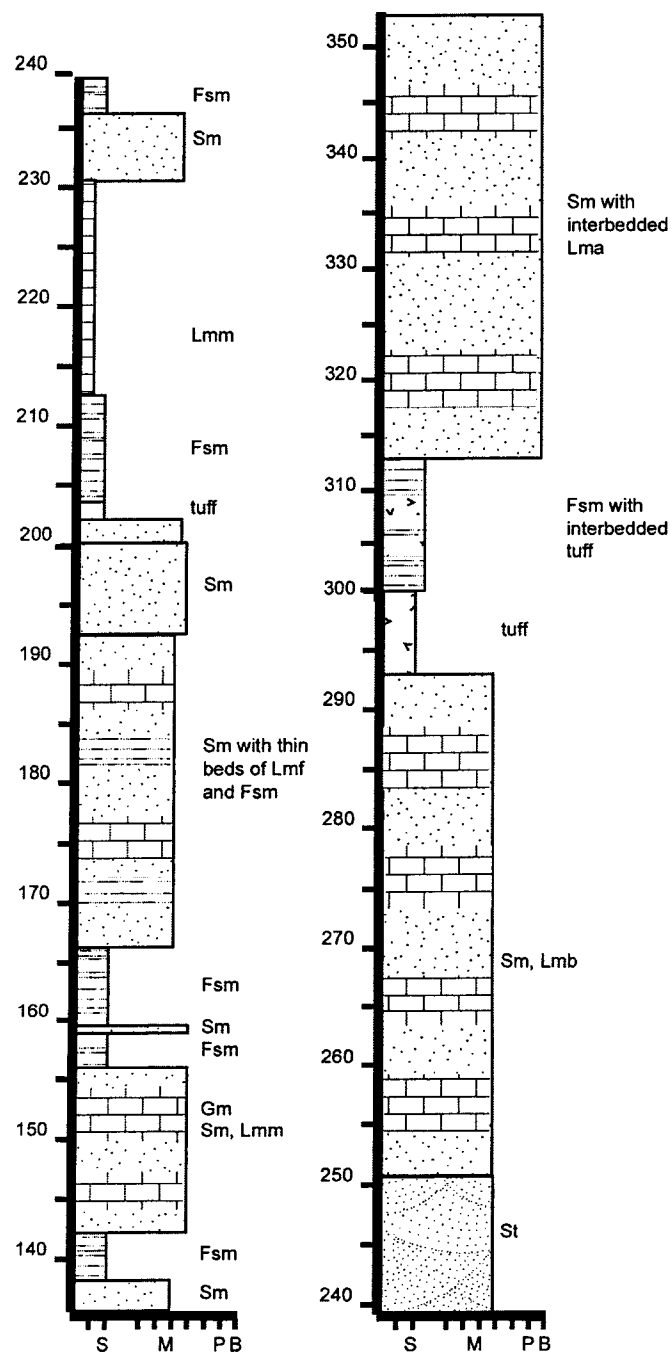 240
Fsm
Sm
230
220
Lmm
210
Fsm
tuff
200
Sm
190
Sm with thin
beds of Lmf
and Fsm
180
170
Fsm
160
Sm
Fsm
Gm
Sm, Lmm
150
140
Fsm
Sm
S M P B
350
340
Sm with
interbedded
Lma
330
320
310
Fsm with
interbedded
tuff
300
tuff
290
280
270
Sm, Lmb
260
250
St
240
S M P B